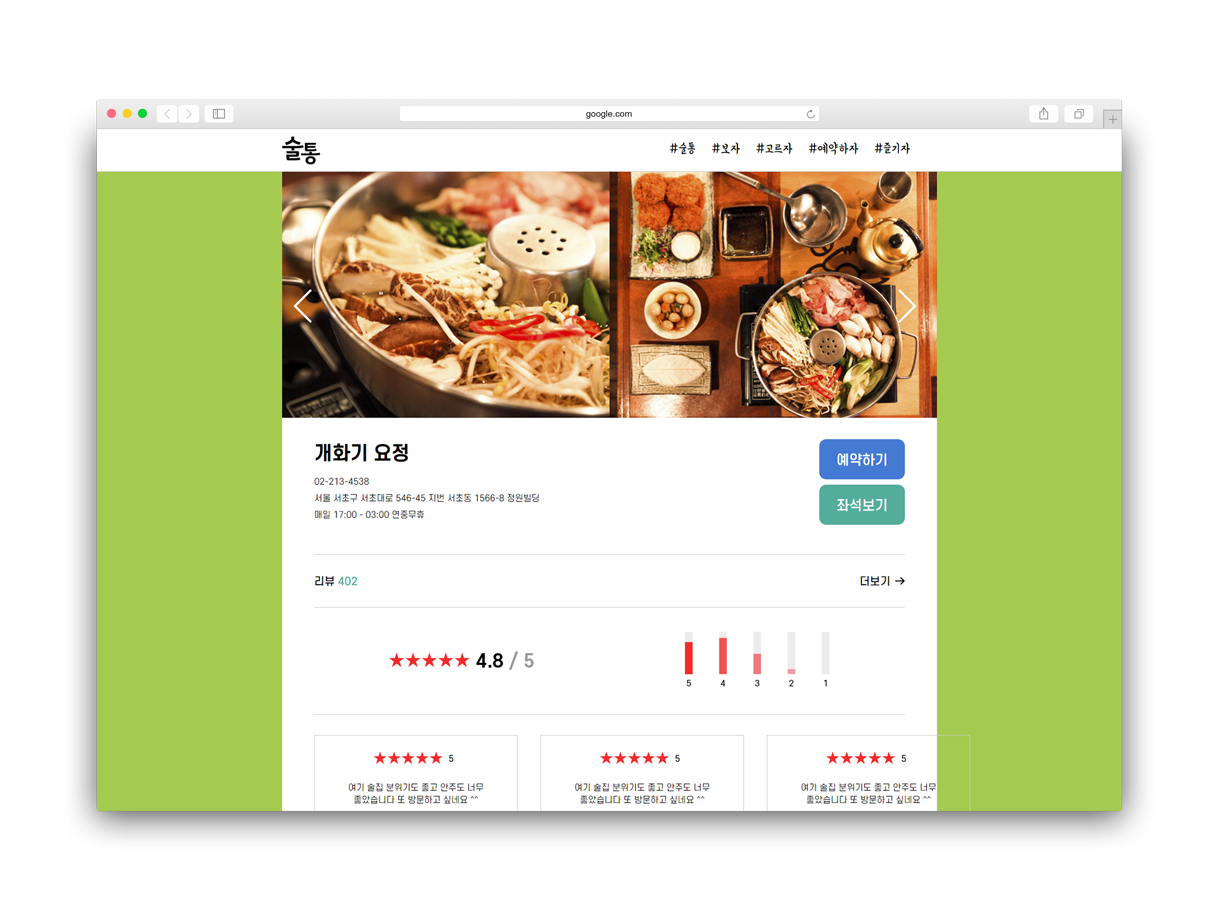 google.com
술통
#술통 #보자 #고르자 #예약하자 #즐기자
개화기 요정
예약하기
02-213-4538
서울 서초구 서초대로 546-45 지번 서초동 1566-8 정원빌딩
좌석보기
매일 17:00 - 03:00 연중무휴
리뷰 402
더보기 →
★★★★★ 4.8 / 5
5 4 3 2 1
★★★★★ 5
여기 술집 분위기도 좋고 안주도 너무
좋았습니다 또 방문하고 싶네요 ^^
★★★★★ 5
여기 술집 분위기도 좋고 안주도 너무
좋았습니다 또 방문하고 싶네요 ^^
★★★★★ 5
여기 술집 분위기도 좋고 안주도 너무
좋았습니다 또 방문하고 싶네요 ^^